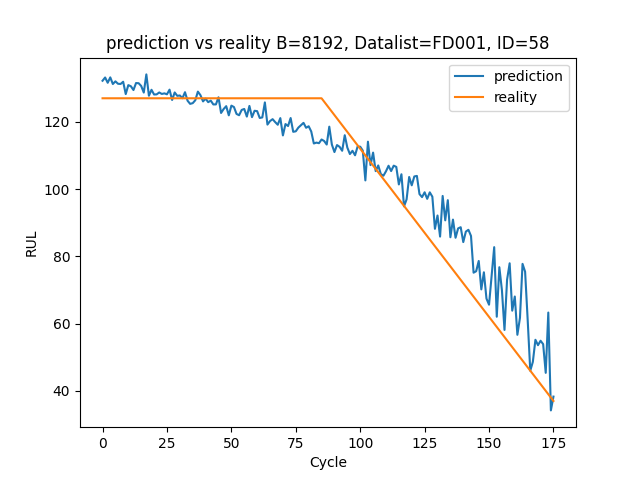 prediction vs reality B=8192, Datalist=FD001, ID=58
prediction
reality
RUL
120
100
80
60
40
0 25 50 75 100 125 150 175
Cycle